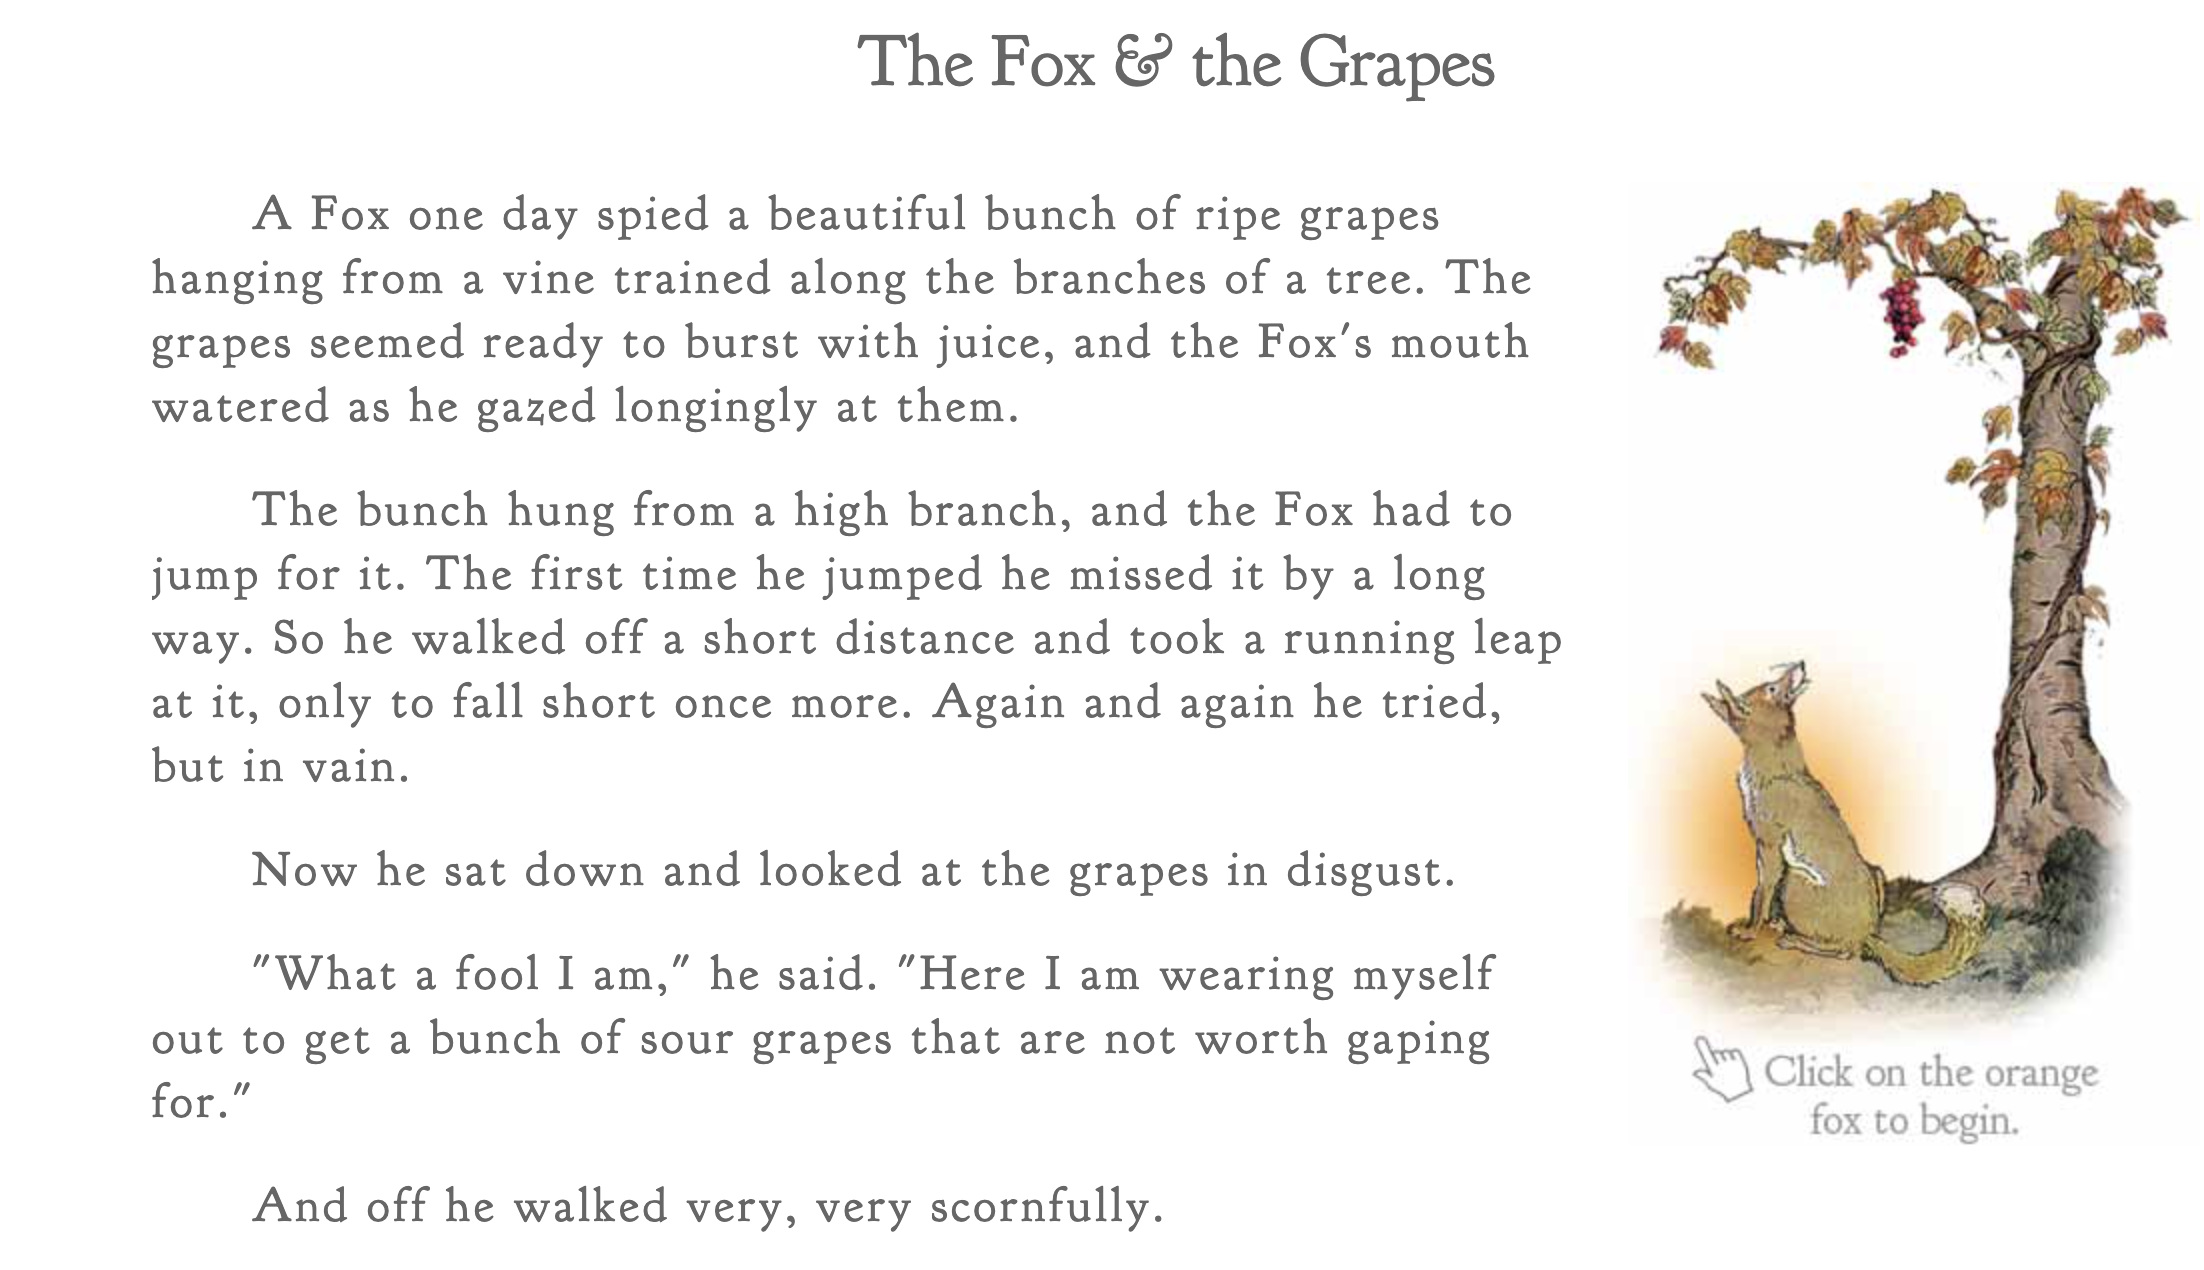 The Fox & the Grapes
A Fox one day spied a beautiful bunch of ripe grapes
hanging from a vine trained along the branches of a tree. The
grapes seemed ready to burst with juice, and the Fox's mouth
watered as he gazed longingly at them.
The bunch hung from a high branch, and the Fox had to
jump for it. The first time he jumped he missed it by a long
way. So he walked off a short distance and took a running leap
at it, only to fall short once more. Again and again he tried,
but in vain.
Now he sat down and looked at the grapes in disgust.
"What a fool I am," he said. "Here I am wearing myself
out to get a bunch of sour grapes that are not worth gaping
for."
And off he walked very, very scornfully.
Click on the orange
fox to begin.